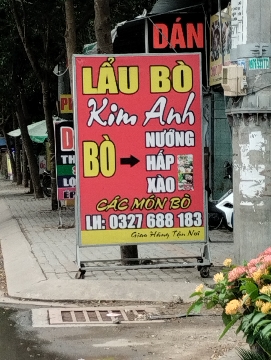 DÁN
LẨU BÒ
Kim Anh
BÒ
NƯỚNG
HẤP
XÀO
CÁC MÓN BÒ
LH: 0327 688 183
Giao Hàng Tận Nơi